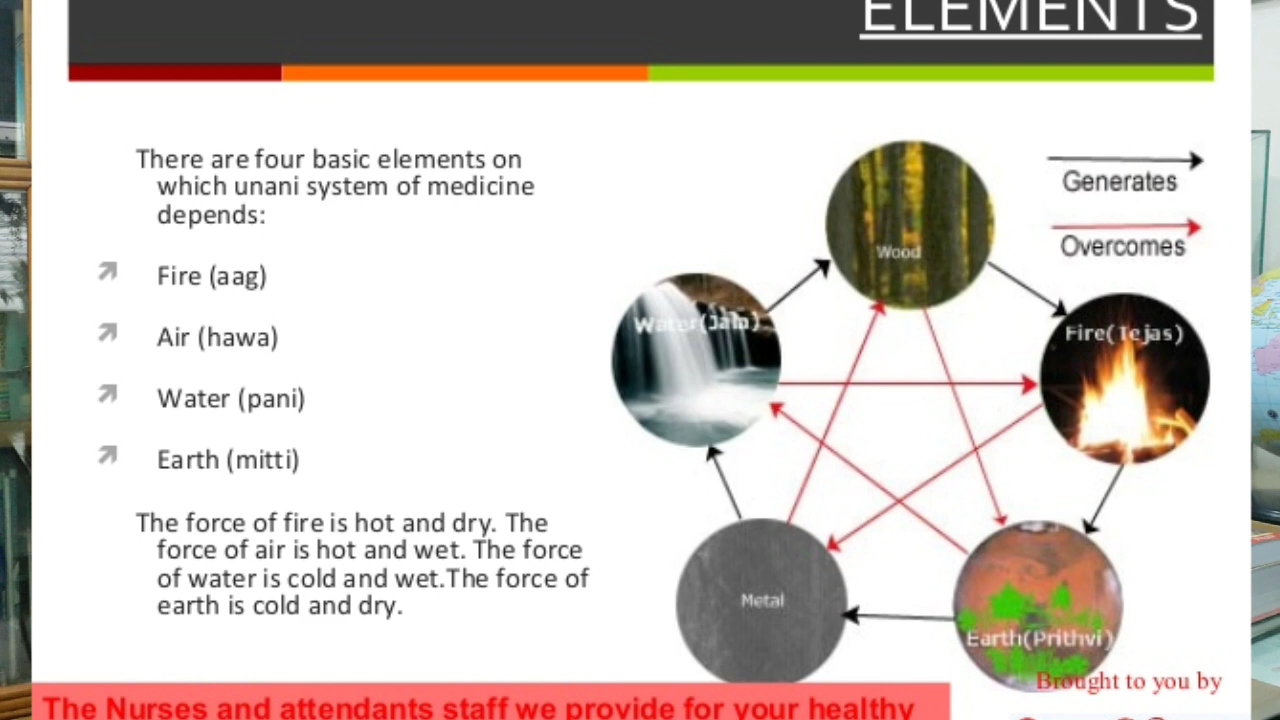 ELEMENTS
There are four basic elements on
which unani system of medicine
depends:
Fire (aag)
Air (hawa)
Water (pani)
Earth (mitti)
The force of fire is hot and dry. The
force of air is hot and wet. The force
of water is cold and wet.The force of
earth is cold and dry.
Generates
Overcomes
Wood
Water(Jala)
Fire(Tejas)
Metal
Earth(Prithvi)
Brought to you by
The Nurses and attendants staff we provide for your healthy